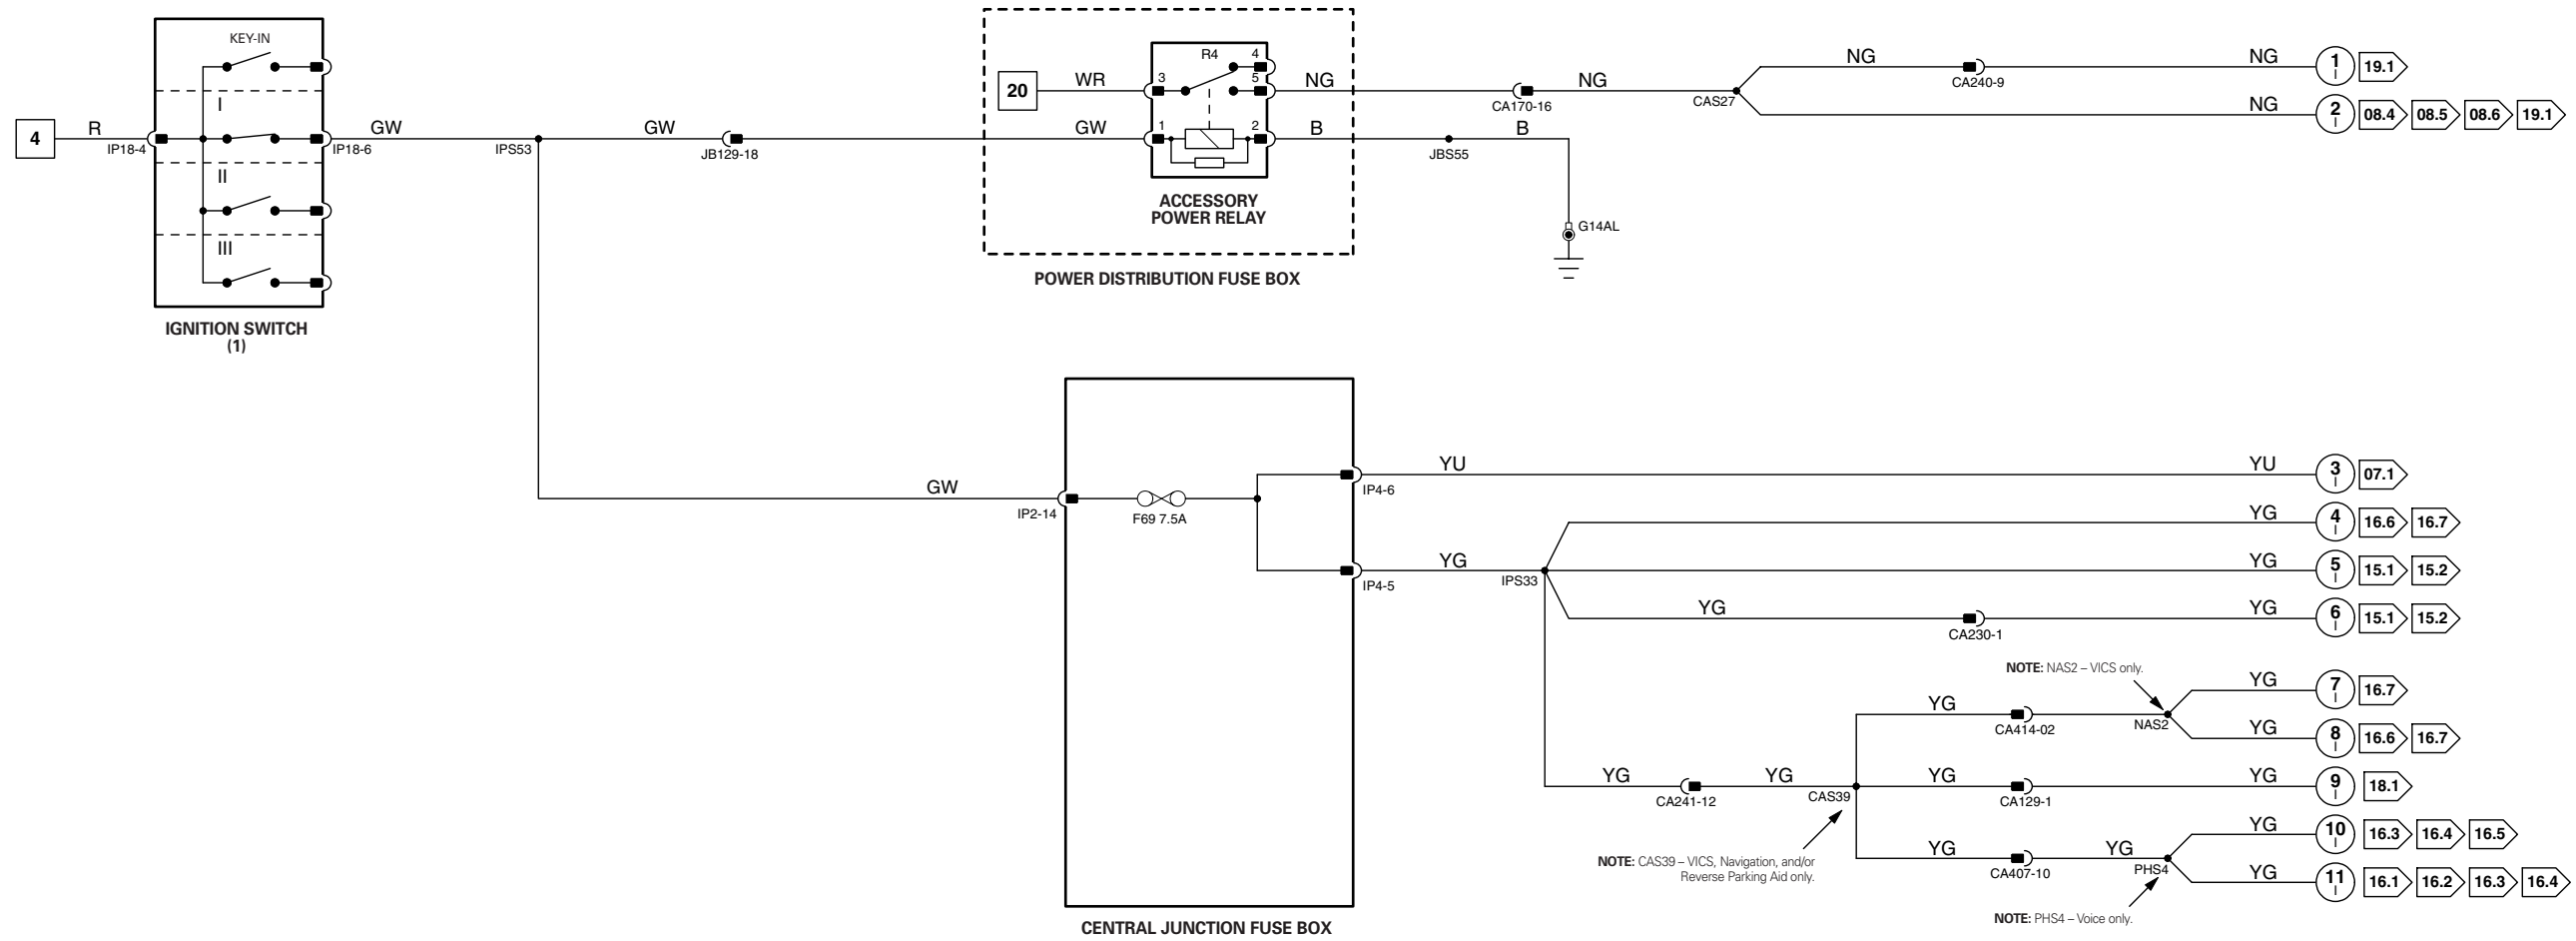 KEY-IN
I
II
III
4
R
IP18-4
IP18-6
GW
IPS53
GW
JB129-18
IGNITION SWITCH
(1)
20
WR
GW
R4
3
4
5
1
2
ACCESSORY
POWER RELAY
POWER DISTRIBUTION FUSE BOX
NG
CA170-16
NG
CAS27
B
JBS55
B
G14AL
NG
CA240-9
NG
1
I
19.1
NG
2
I
08.4
08.5
08.6
19.1
GW
IP2-14
F69 7.5A
IP4-6
IP4-5
CENTRAL JUNCTION FUSE BOX
YU
YU
3
I
07.1
YG
IPS33
YG
4
I
16.6
16.7
YG
5
I
15.1
15.2
YG
CA230-1
YG
6
I
15.1
15.2
NOTE: NAS2 – VICS only.
YG
CA414-02
NAS2
YG
7
I
16.7
YG
8
I
16.6
16.7
YG
CA241-12
YG
CAS39
YG
CA129-1
YG
9
I
18.1
NOTE: CAS39 – VICS, Navigation, and/or
Reverse Parking Aid only.
YG
CA407-10
YG
PHS4
YG
10
I
16.3
16.4
16.5
YG
11
I
16.1
16.2
16.3
16.4
NOTE: PHS4 – Voice only.